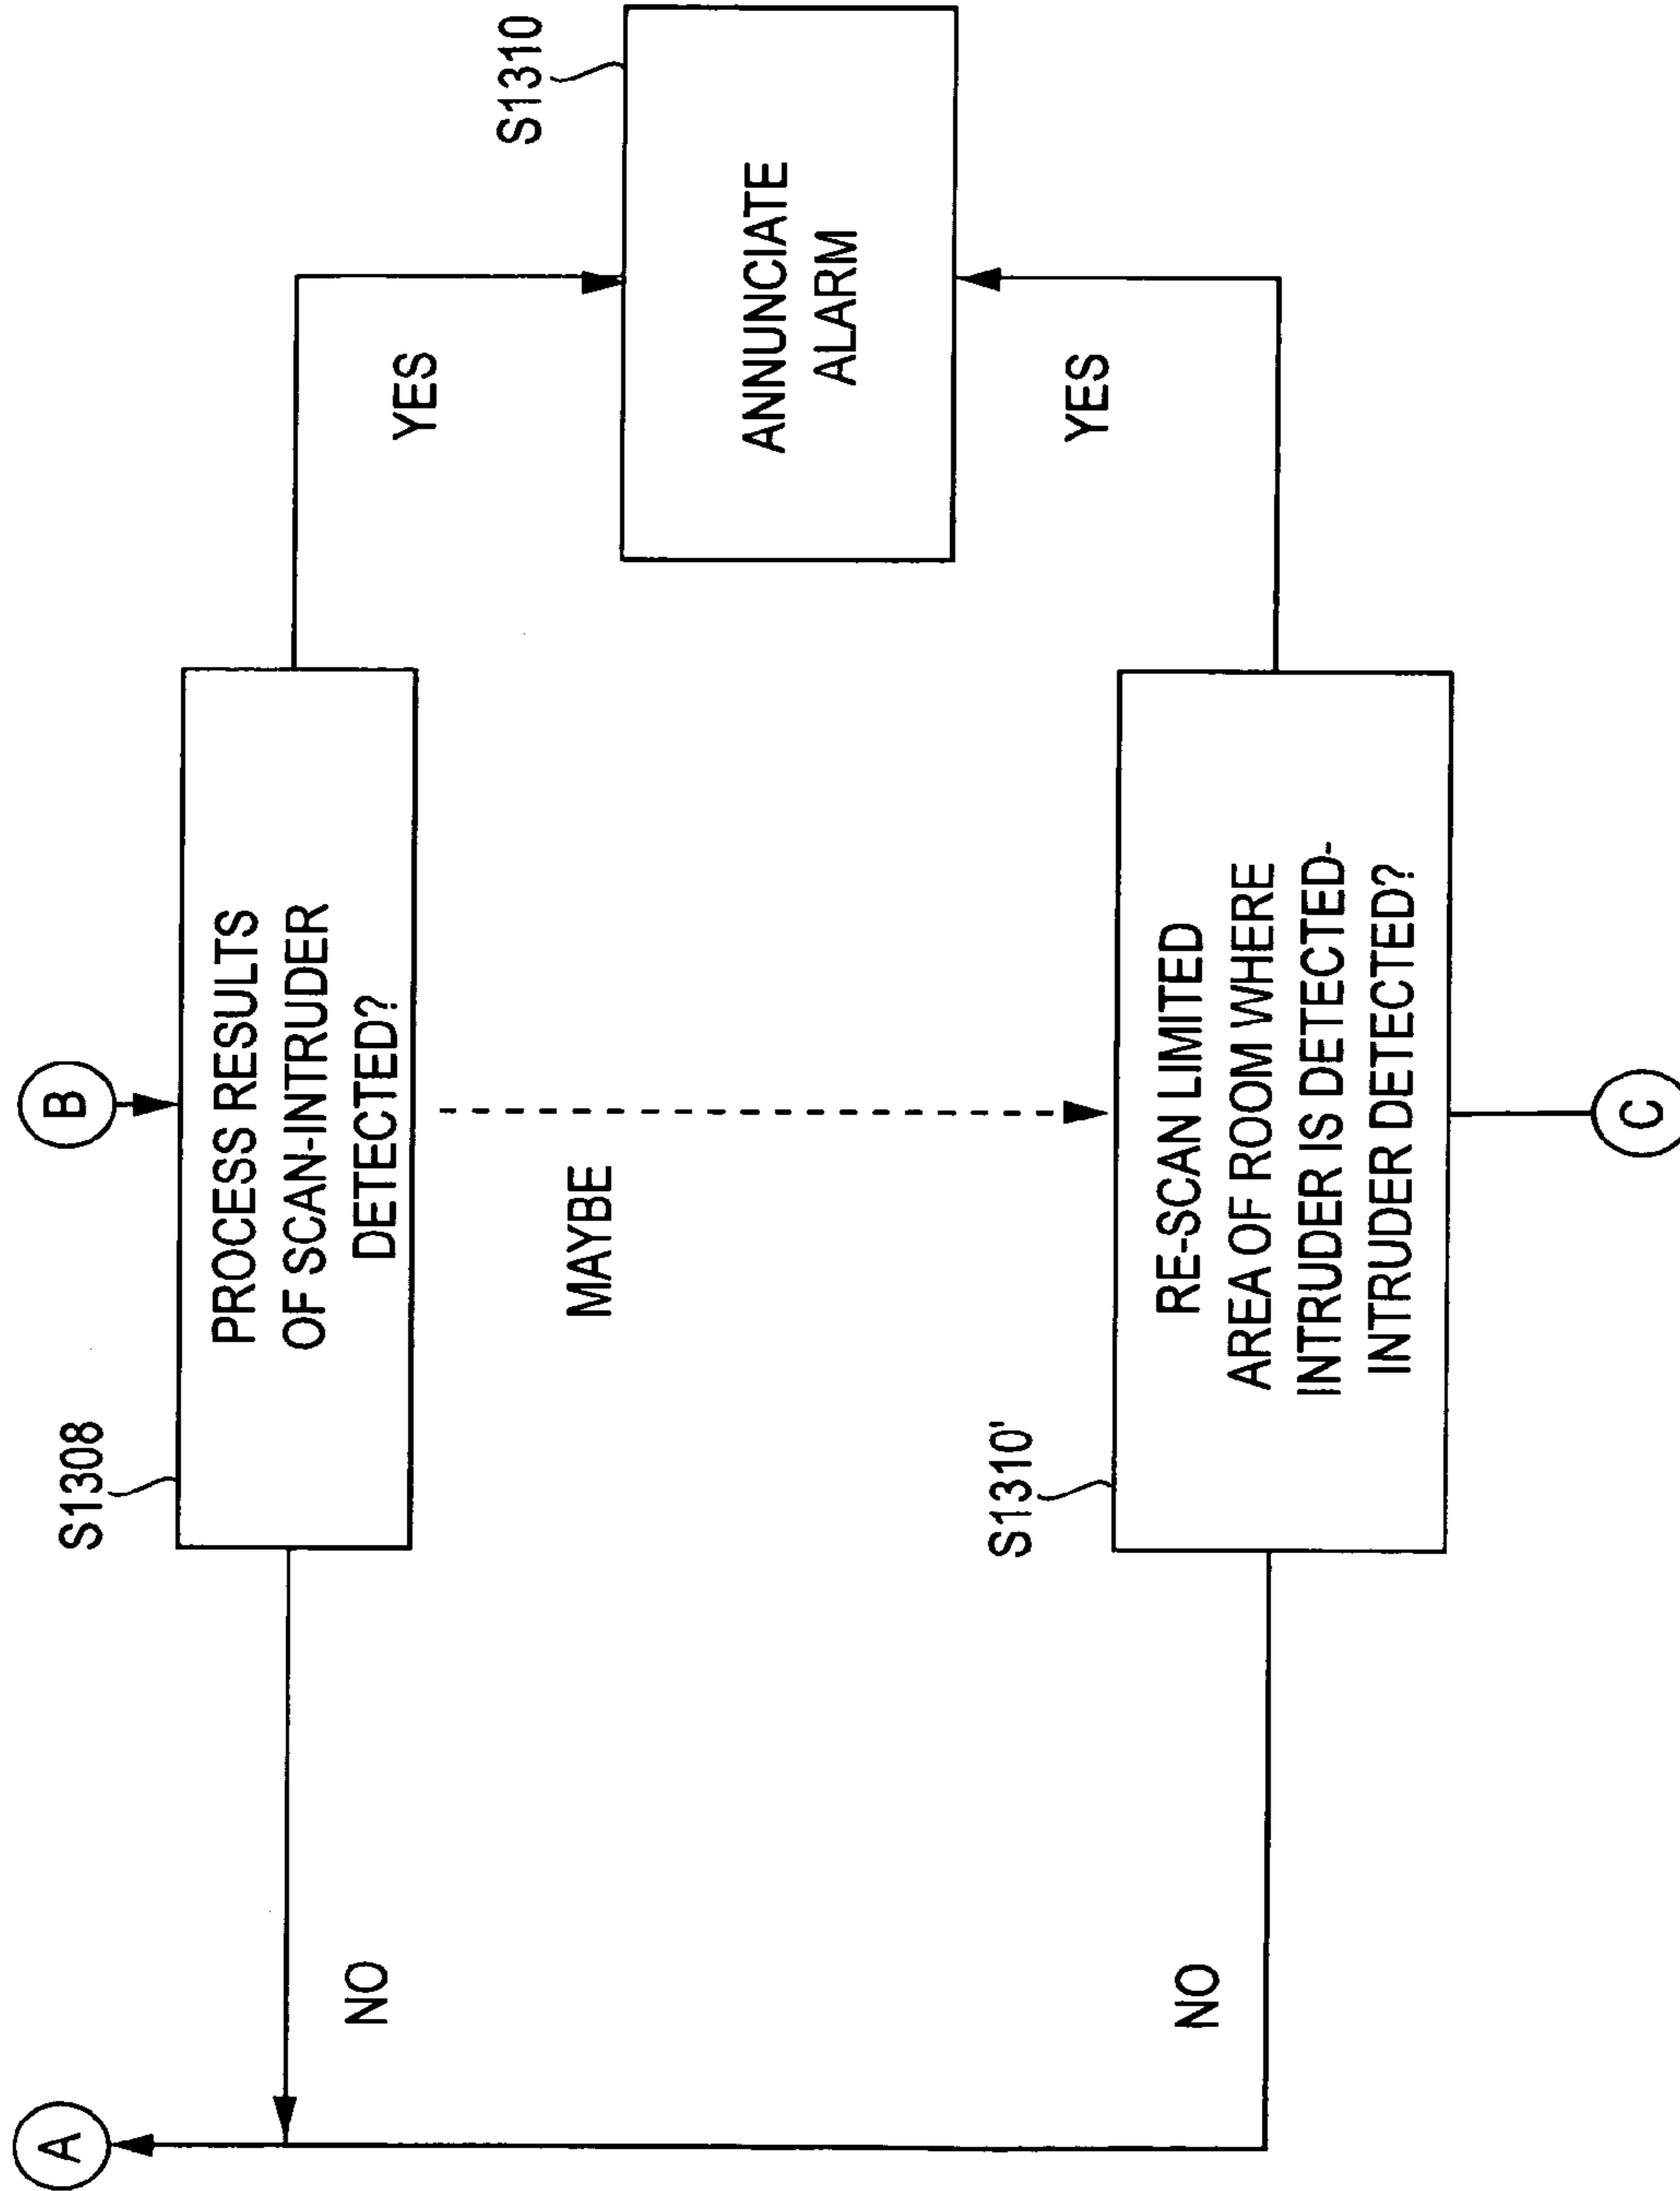 A
B
S1308
PROCESS RESULTS
OF SCAN-INTRUDER
DETECTED?
NO
YES
S1310
ANNUNCIATE
ALARM
MAYBE
YES
S1310'
RE-SCAN LIMITED
AREA OF ROOM WHERE
INTRUDER IS DETECTED-
INTRUDER DETECTED?
NO
C